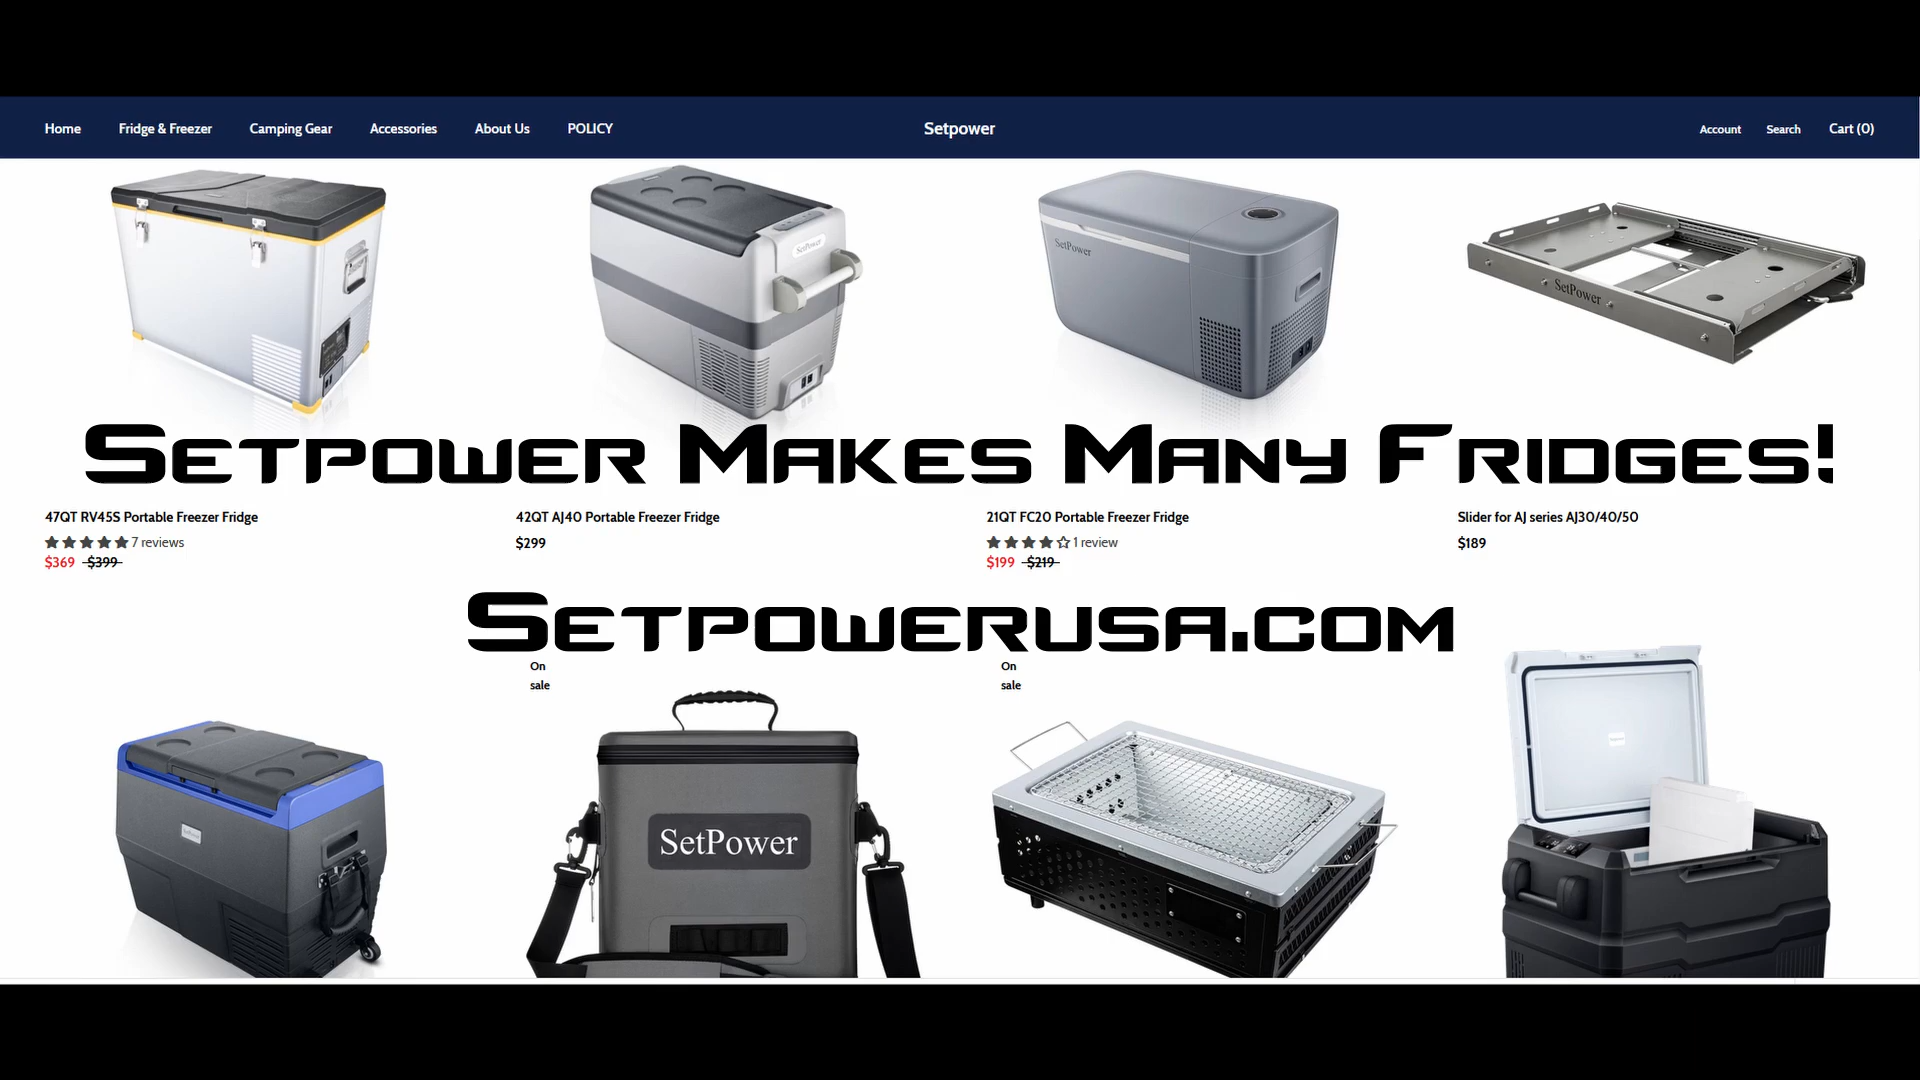 Home Fridge & Freezer Camping Gear Accessories About Us POLICY Setpower Account Search Cart (0)
SetPower
SetPower
SetPower
Setpower Makes Many Fridges!
47QT RV45S Portable Freezer Fridge
7 reviews
$369 $399
42QT AJ40 Portable Freezer Fridge
$299
21QT FC20 Portable Freezer Fridge
1 review
$199 $219
Slider for AJ series AJ30/40/50
$189
Setpowerusa.com
On
sale
On
sale
SetPower